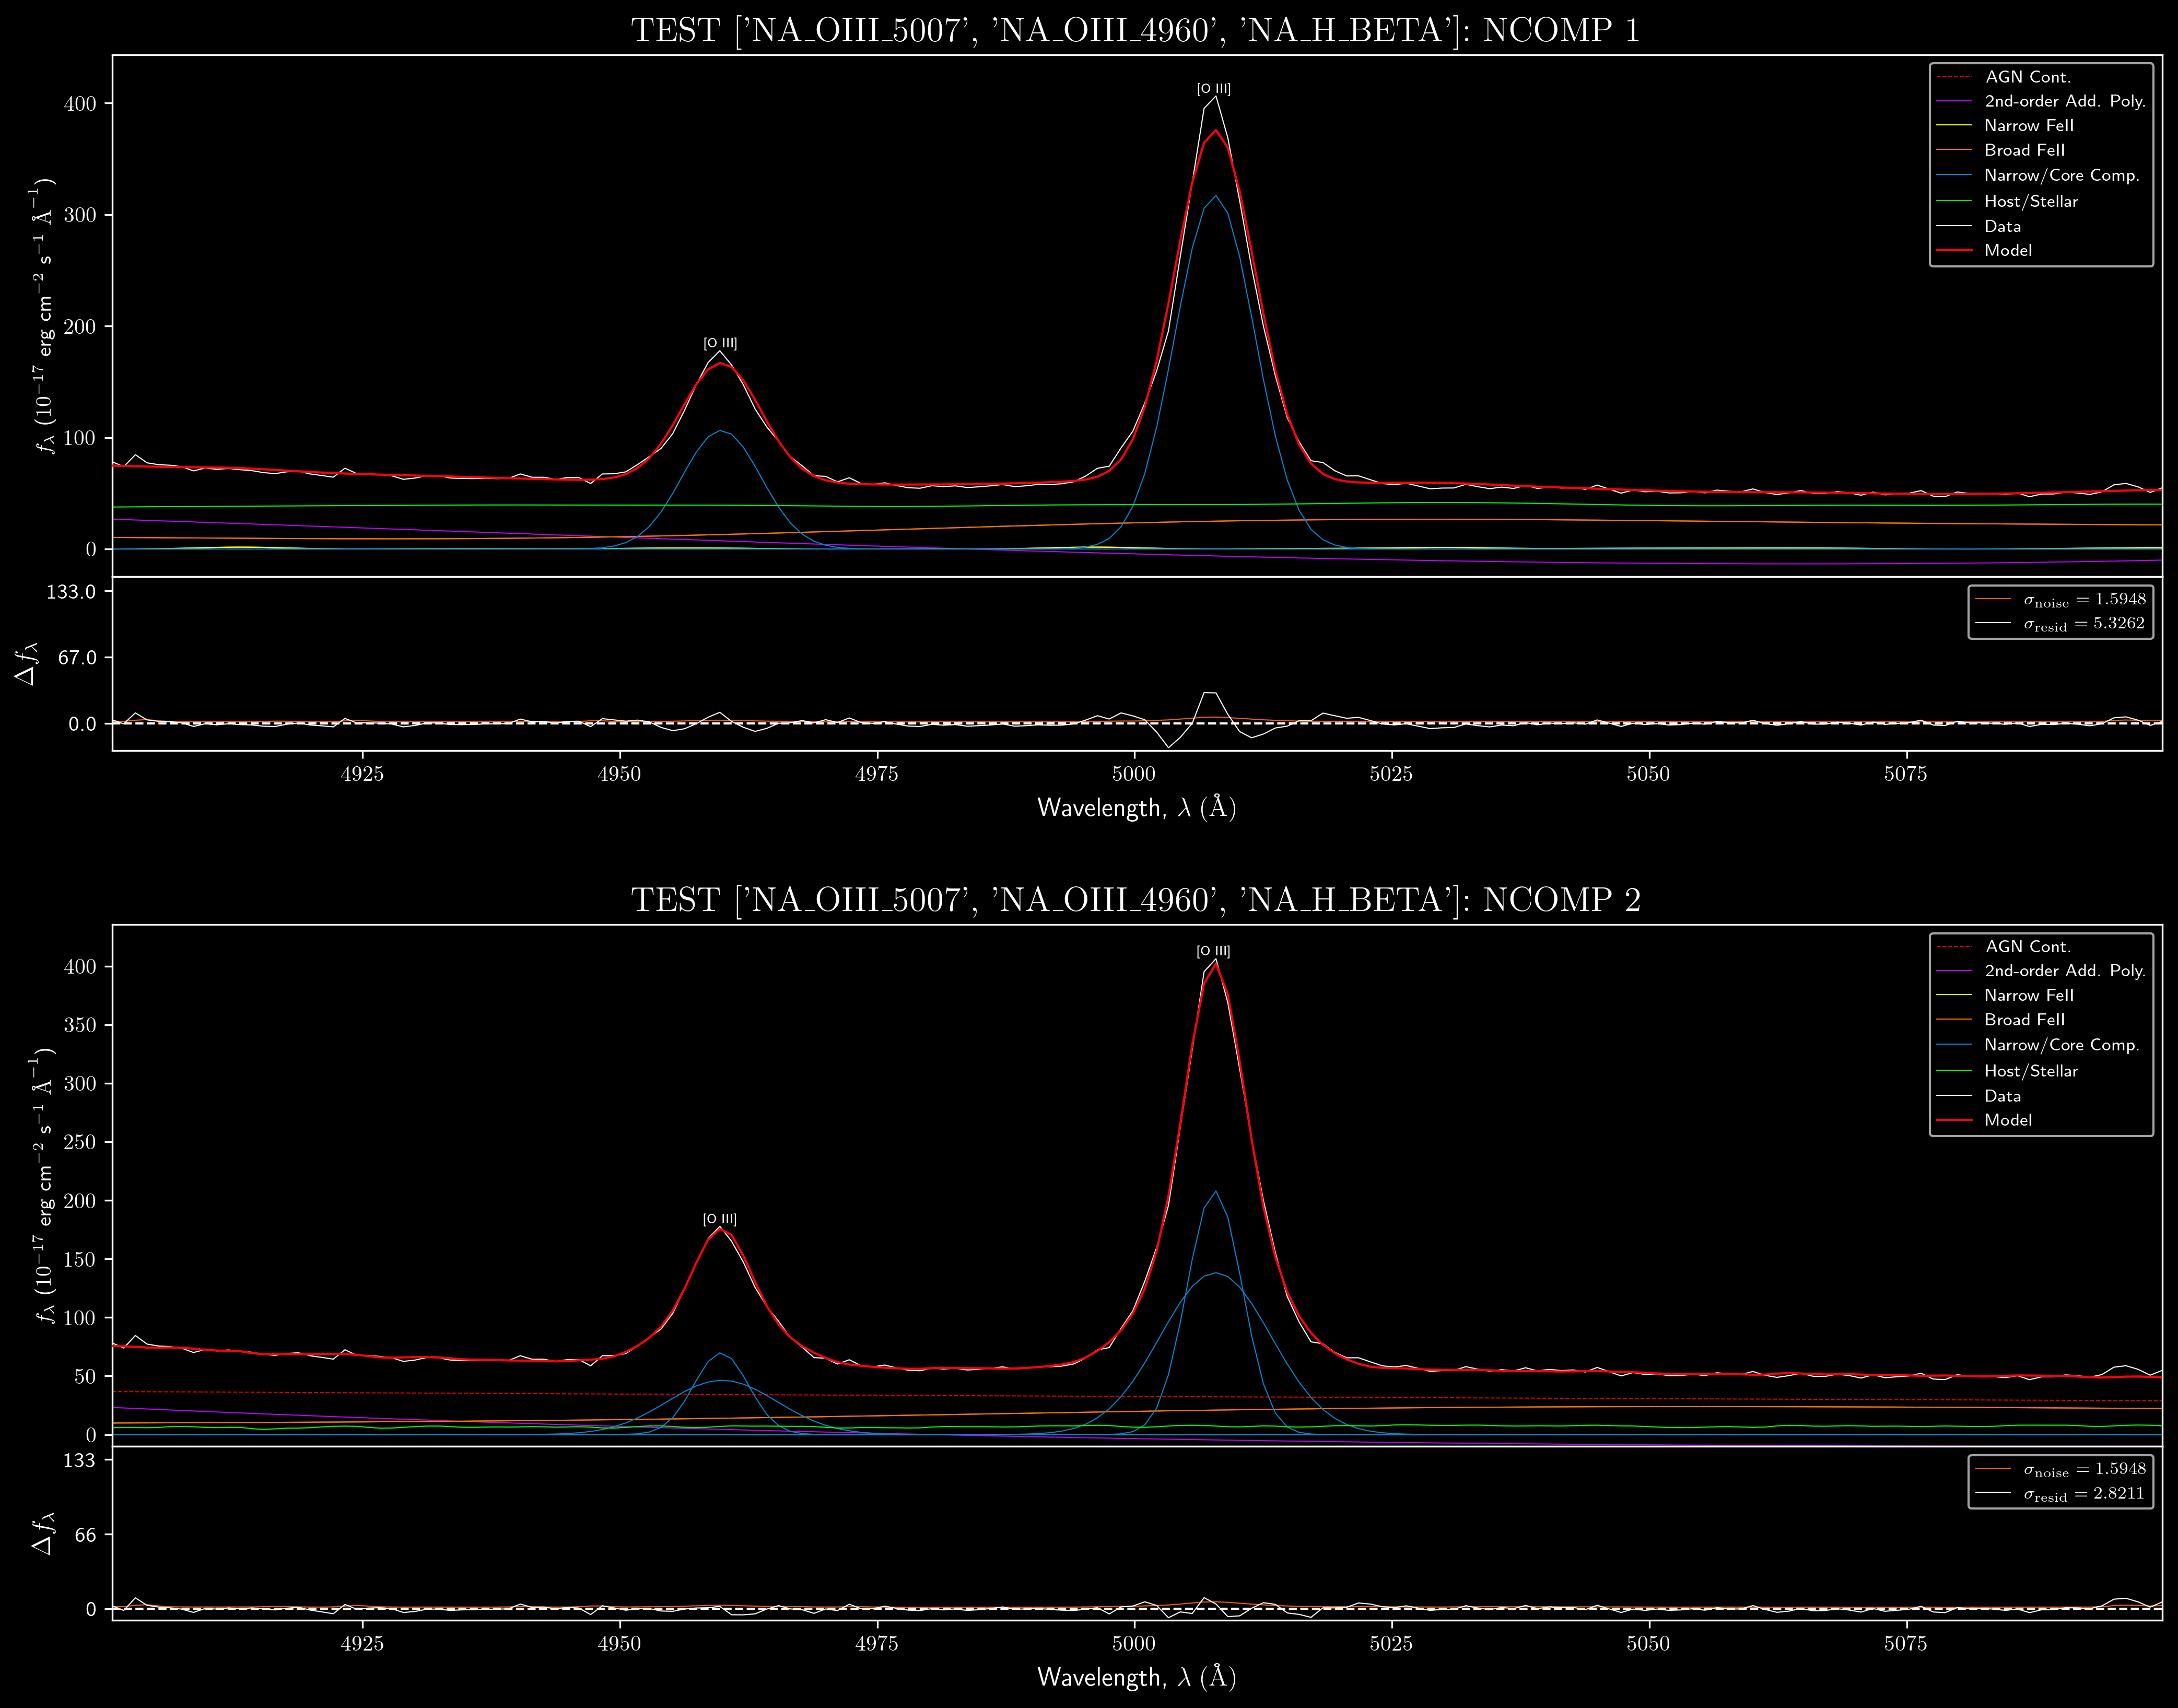 TEST ['NA_OIII_5007', 'NA_OIII_4960', 'NA_H_BETA']: NCOMP 1
[O III]
[O III]
AGN Cont.
2nd-order Add. Poly.
Narrow FeII
Broad FeII
Narrow/Core Comp.
Host/Stellar
Data
Model
400
300
200
100
0
fλ (10⁻¹⁷ erg cm⁻² s⁻¹ Å⁻¹)
133.0
67.0
0.0
Δfλ
σnoise = 1.5948
σresid = 5.3262
4925 4950 4975 5000 5025 5050 5075
Wavelength, λ (Å)
TEST ['NA_OIII_5007', 'NA_OIII_4960', 'NA_H_BETA']: NCOMP 2
[O III]
[O III]
AGN Cont.
2nd-order Add. Poly.
Narrow FeII
Broad FeII
Narrow/Core Comp.
Host/Stellar
Data
Model
400
350
300
250
200
150
100
50
0
fλ (10⁻¹⁷ erg cm⁻² s⁻¹ Å⁻¹)
133
66
0
Δfλ
σnoise = 1.5948
σresid = 2.8211
4925 4950 4975 5000 5025 5050 5075
Wavelength, λ (Å)